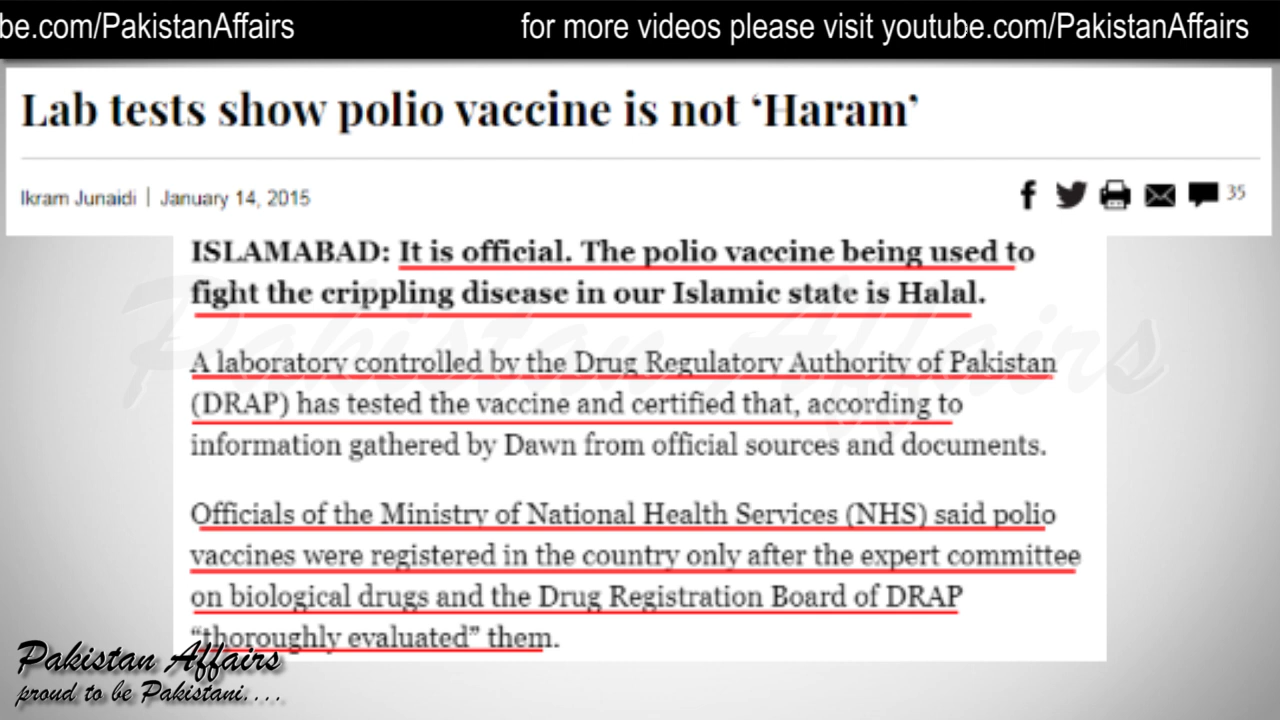 be.com/PakistanAffairs for more videos please visit youtube.com/PakistanAffairs
Lab tests show polio vaccine is not ‘Haram’
Ikram Junaidi | January 14, 2015
35
ISLAMABAD: It is official. The polio vaccine being used to
fight the crippling disease in our Islamic state is Halal.
Pakistan Affairs
A laboratory controlled by the Drug Regulatory Authority of Pakistan
(DRAP) has tested the vaccine and certified that, according to
information gathered by Dawn from official sources and documents.
Officials of the Ministry of National Health Services (NHS) said polio
vaccines were registered in the country only after the expert committee
on biological drugs and the Drug Registration Board of DRAP
“thoroughly evaluated” them.
Pakistan Affairs
proud to be Pakistani....